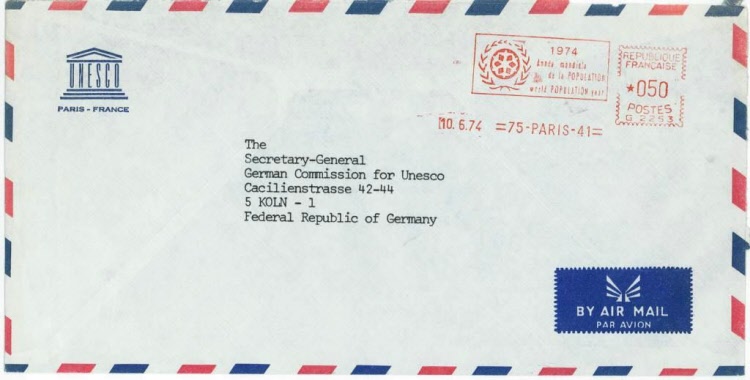 UNESCO
PARIS - FRANCE
1974
Année mondiale
de la POPULATION
world POPULATION year
REPUBLIQUE
FRANÇAISE
*050
POSTES
G 2253
10.6.74 =75-PARIS-41=
The
Secretary-General
German Commission for Unesco
Cacilienstrasse 42-44
5 KOLN - 1
Federal Republic of Germany
BY AIR MAIL
PAR AVION